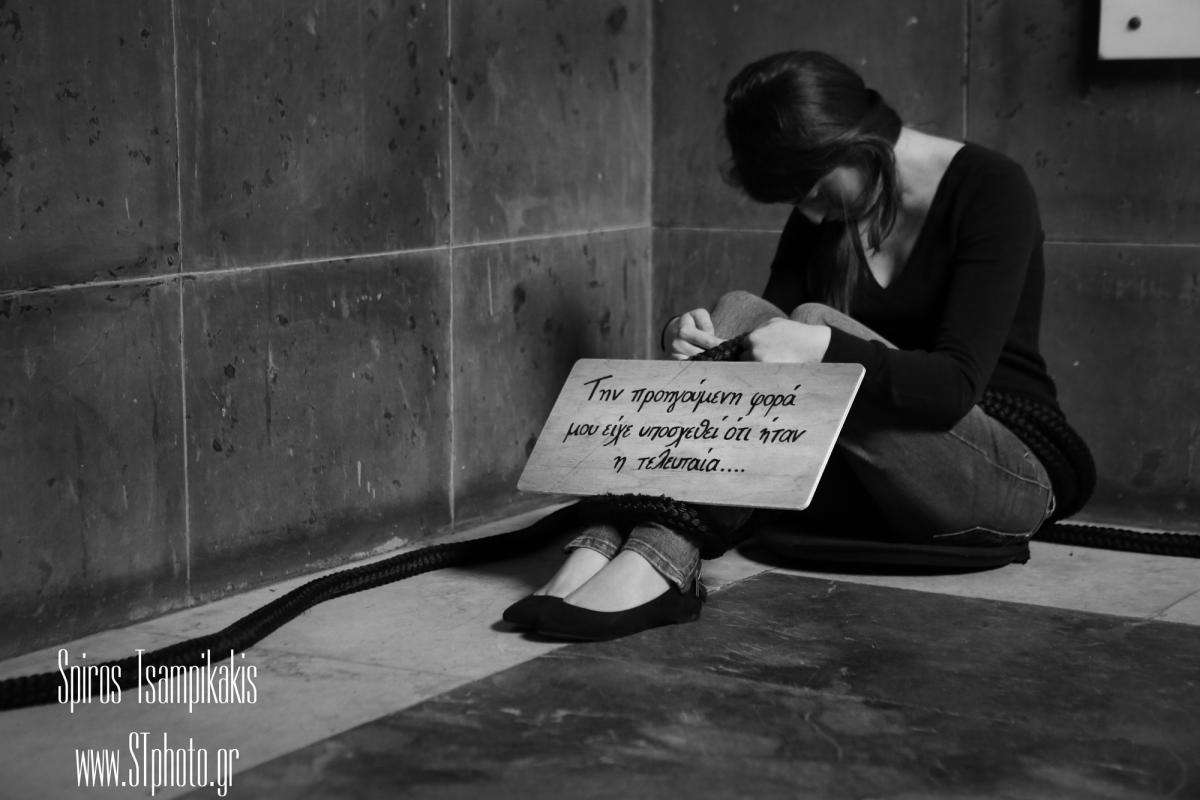 Την προηγούμενη φορά
μου είχε υποσχεθεί ότι ήταν
η τελευταία....
Spiros Tsampikakis
www.STphoto.gr